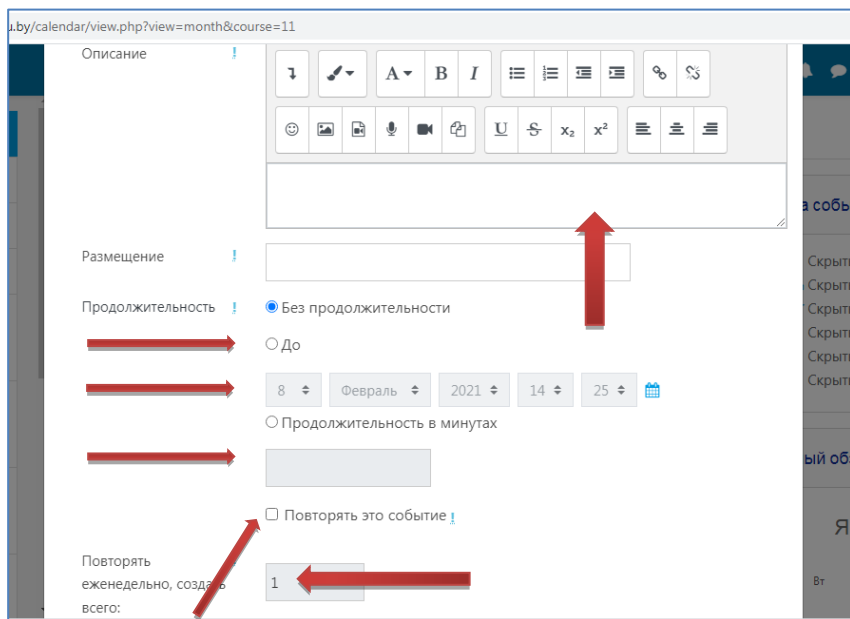 u.by/calendar/view.php?view=month&course=11
Описание !
A B I
U S x₂ x²
Размещение !
Продолжительность ! Без продолжительности
До
8 Февраль 2021 14 25
Продолжительность в минутах
Повторять это событие !
Повторять
еженедельно, создать
всего:
1
а собы
Скрыт
Скрыт
Скрыт
Скрыт
Скрыт
Скрыт
ый об
Я
Вт